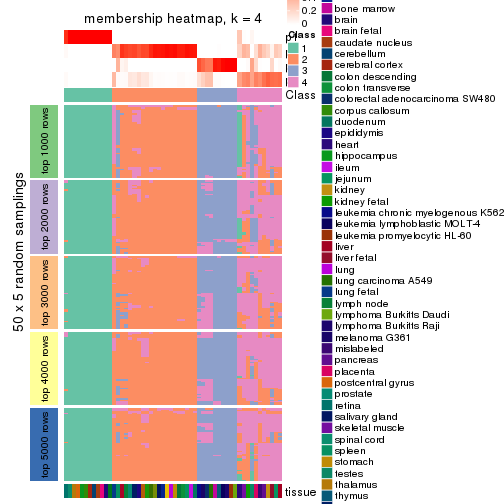 membership heatmap, k = 4
0.2
0
Class
1
2
3
4
Class
50 x 5 random samplings
top 1000 rows
top 2000 rows
top 3000 rows
top 4000 rows
top 5000 rows
tissue
bone marrow
brain
brain fetal
caudate nucleus
cerebellum
cerebral cortex
colon descending
colon transverse
colorectal adenocarcinoma SW480
corpus callosum
duodenum
epididymis
heart
hippocampus
ileum
jejunum
kidney
kidney fetal
leukemia chronic myelogenous K562
leukemia lymphoblastic MOLT-4
leukemia promyelocytic HL-60
liver
liver fetal
lung
lung carcinoma A549
lung fetal
lymph node
lymphoma Burkitts Daudi
lymphoma Burkitts Raji
melanoma G361
mislabeled
pancreas
placenta
postcentral gyrus
prostate
retina
salivary gland
skeletal muscle
spinal cord
spleen
stomach
testes
thalamus
thymus